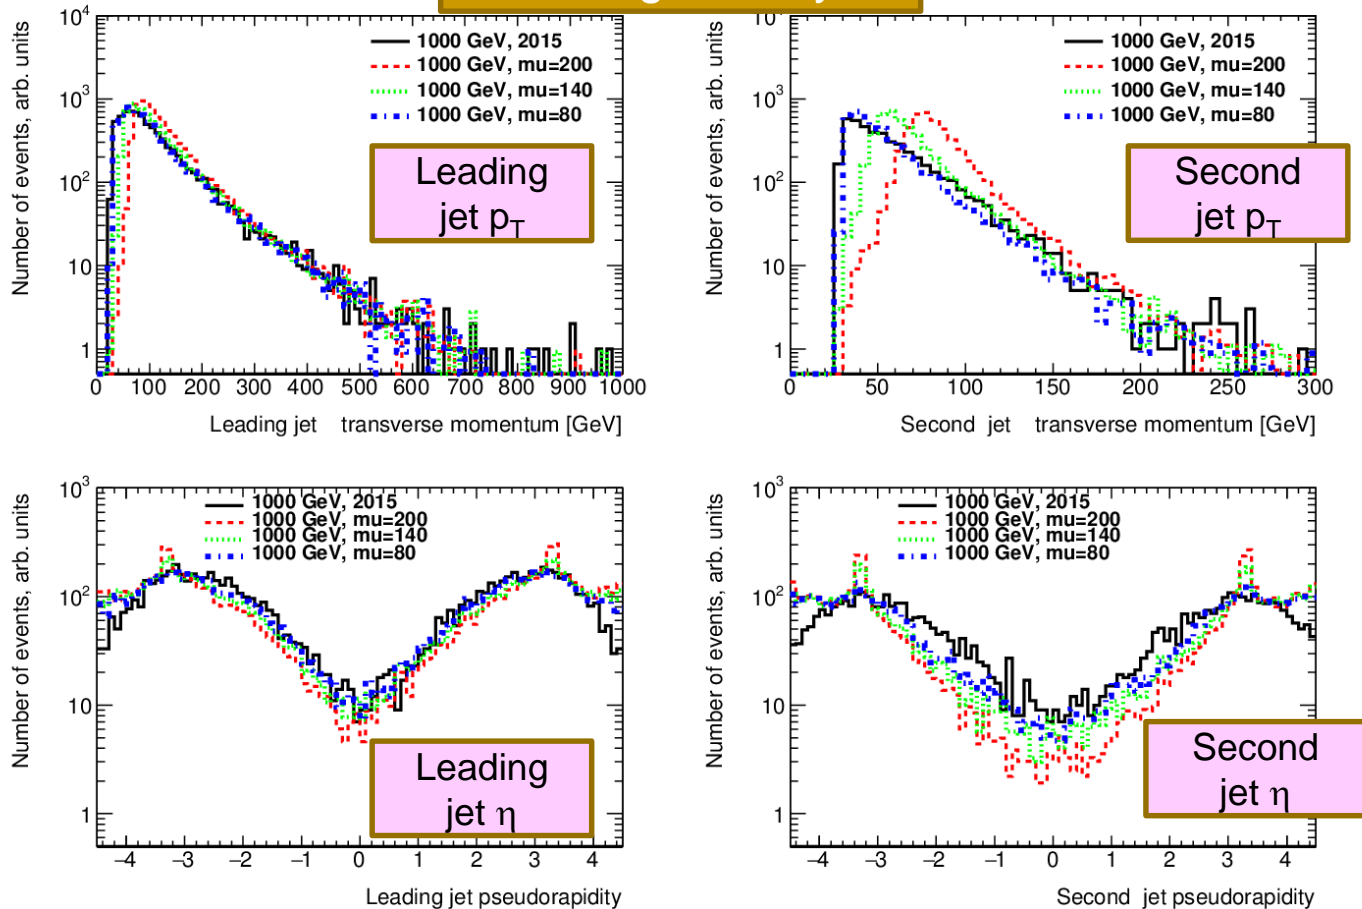 10⁴
10³
10²
10
1
0 100 200 300 400 500 600 700 800 900 1000
Number of events, arb. units
1000 GeV, 2015
1000 GeV, mu=200
1000 GeV, mu=140
1000 GeV, mu=80
Leading
jet pT
Leading jet transverse momentum [GeV]
10⁴
10³
10²
10
1
0 50 100 150 200 250 300
Number of events, arb. units
1000 GeV, 2015
1000 GeV, mu=200
1000 GeV, mu=140
1000 GeV, mu=80
Second
jet pT
Second jet transverse momentum [GeV]
10³
10²
10
1
−4 −3 −2 −1 0 1 2 3 4
Number of events, arb. units
1000 GeV, 2015
1000 GeV, mu=200
1000 GeV, mu=140
1000 GeV, mu=80
Leading
jet η
Leading jet pseudorapidity
10³
10²
10
1
−4 −3 −2 −1 0 1 2 3 4
Number of events, arb. units
1000 GeV, 2015
1000 GeV, mu=200
1000 GeV, mu=140
1000 GeV, mu=80
Second
jet η
Second jet pseudorapidity